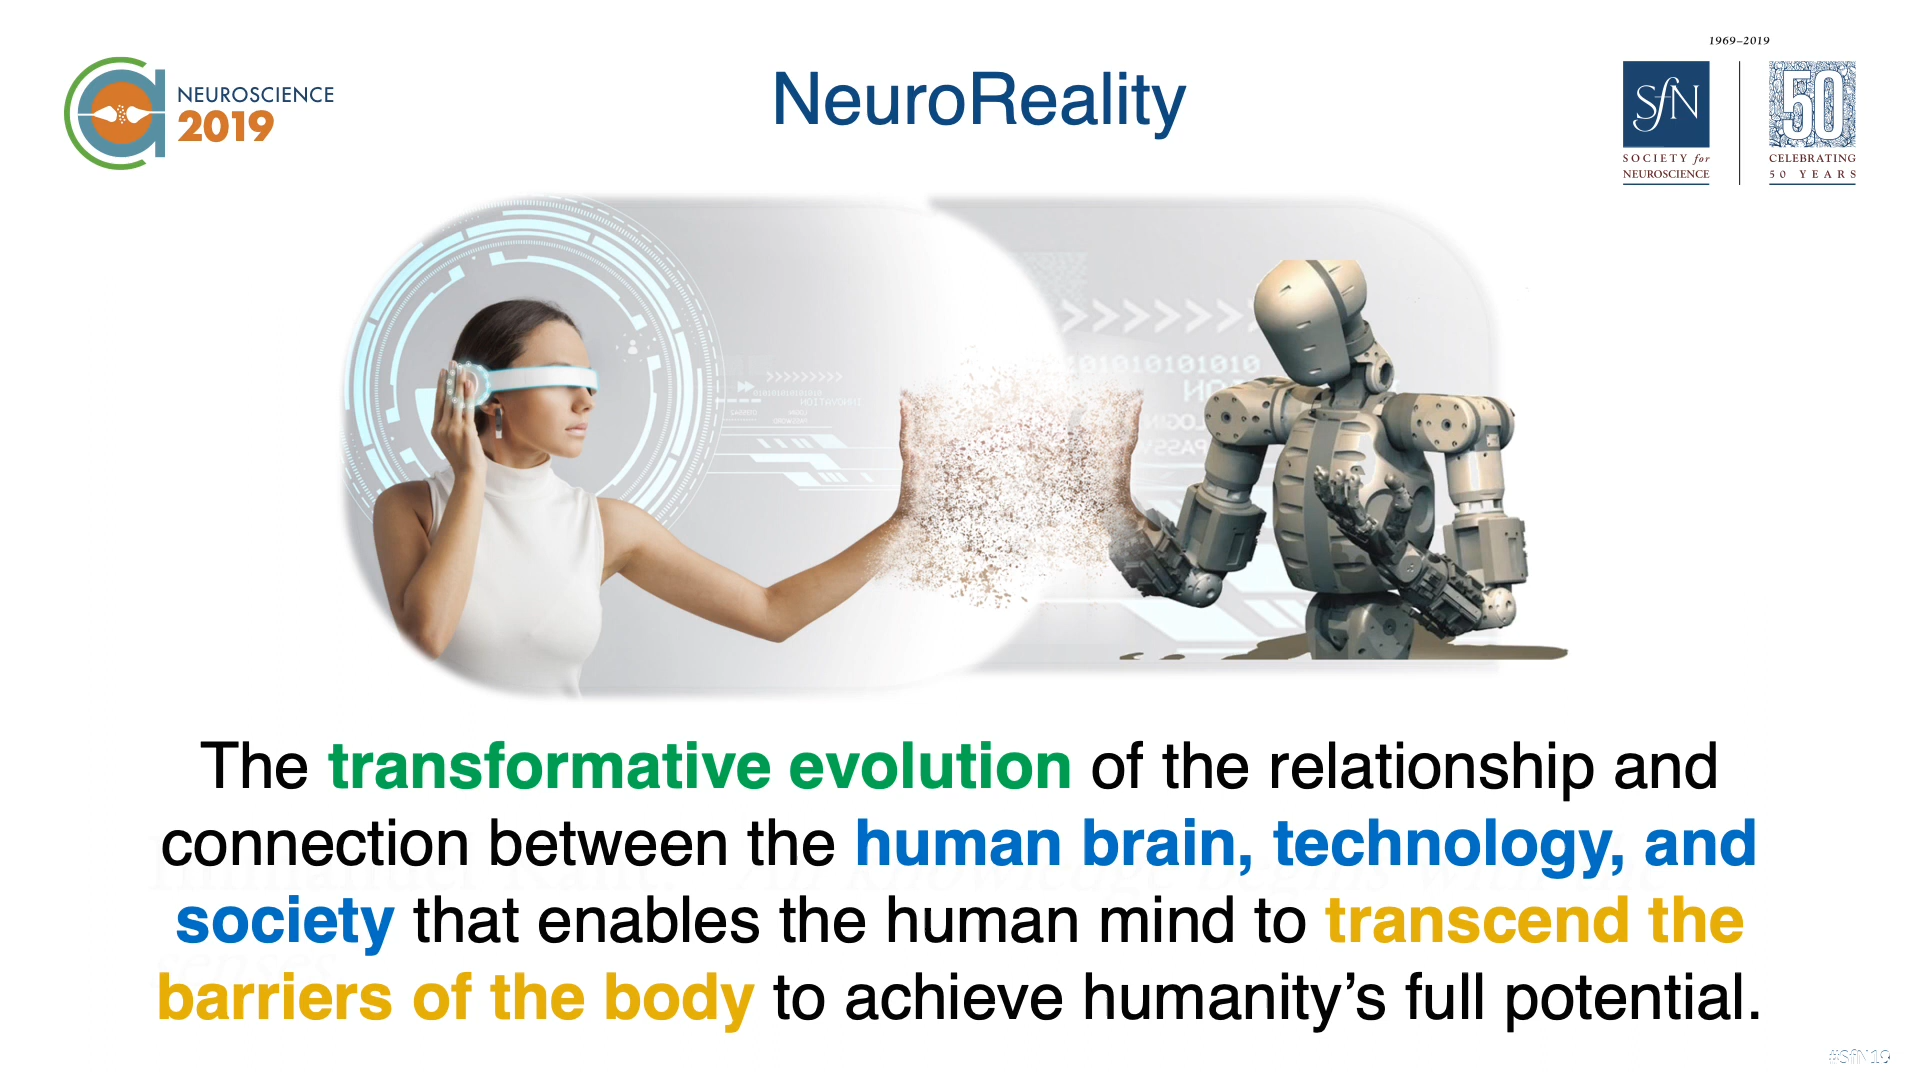 1969–2019
NEUROSCIENCE
2019
NeuroReality
SfN
50
SOCIETY for
NEUROSCIENCE
CELEBRATING
50 YEARS
The transformative evolution of the relationship and
connection between the human brain, technology, and
society that enables the human mind to transcend the
barriers of the body to achieve humanity’s full potential.
#SfN19